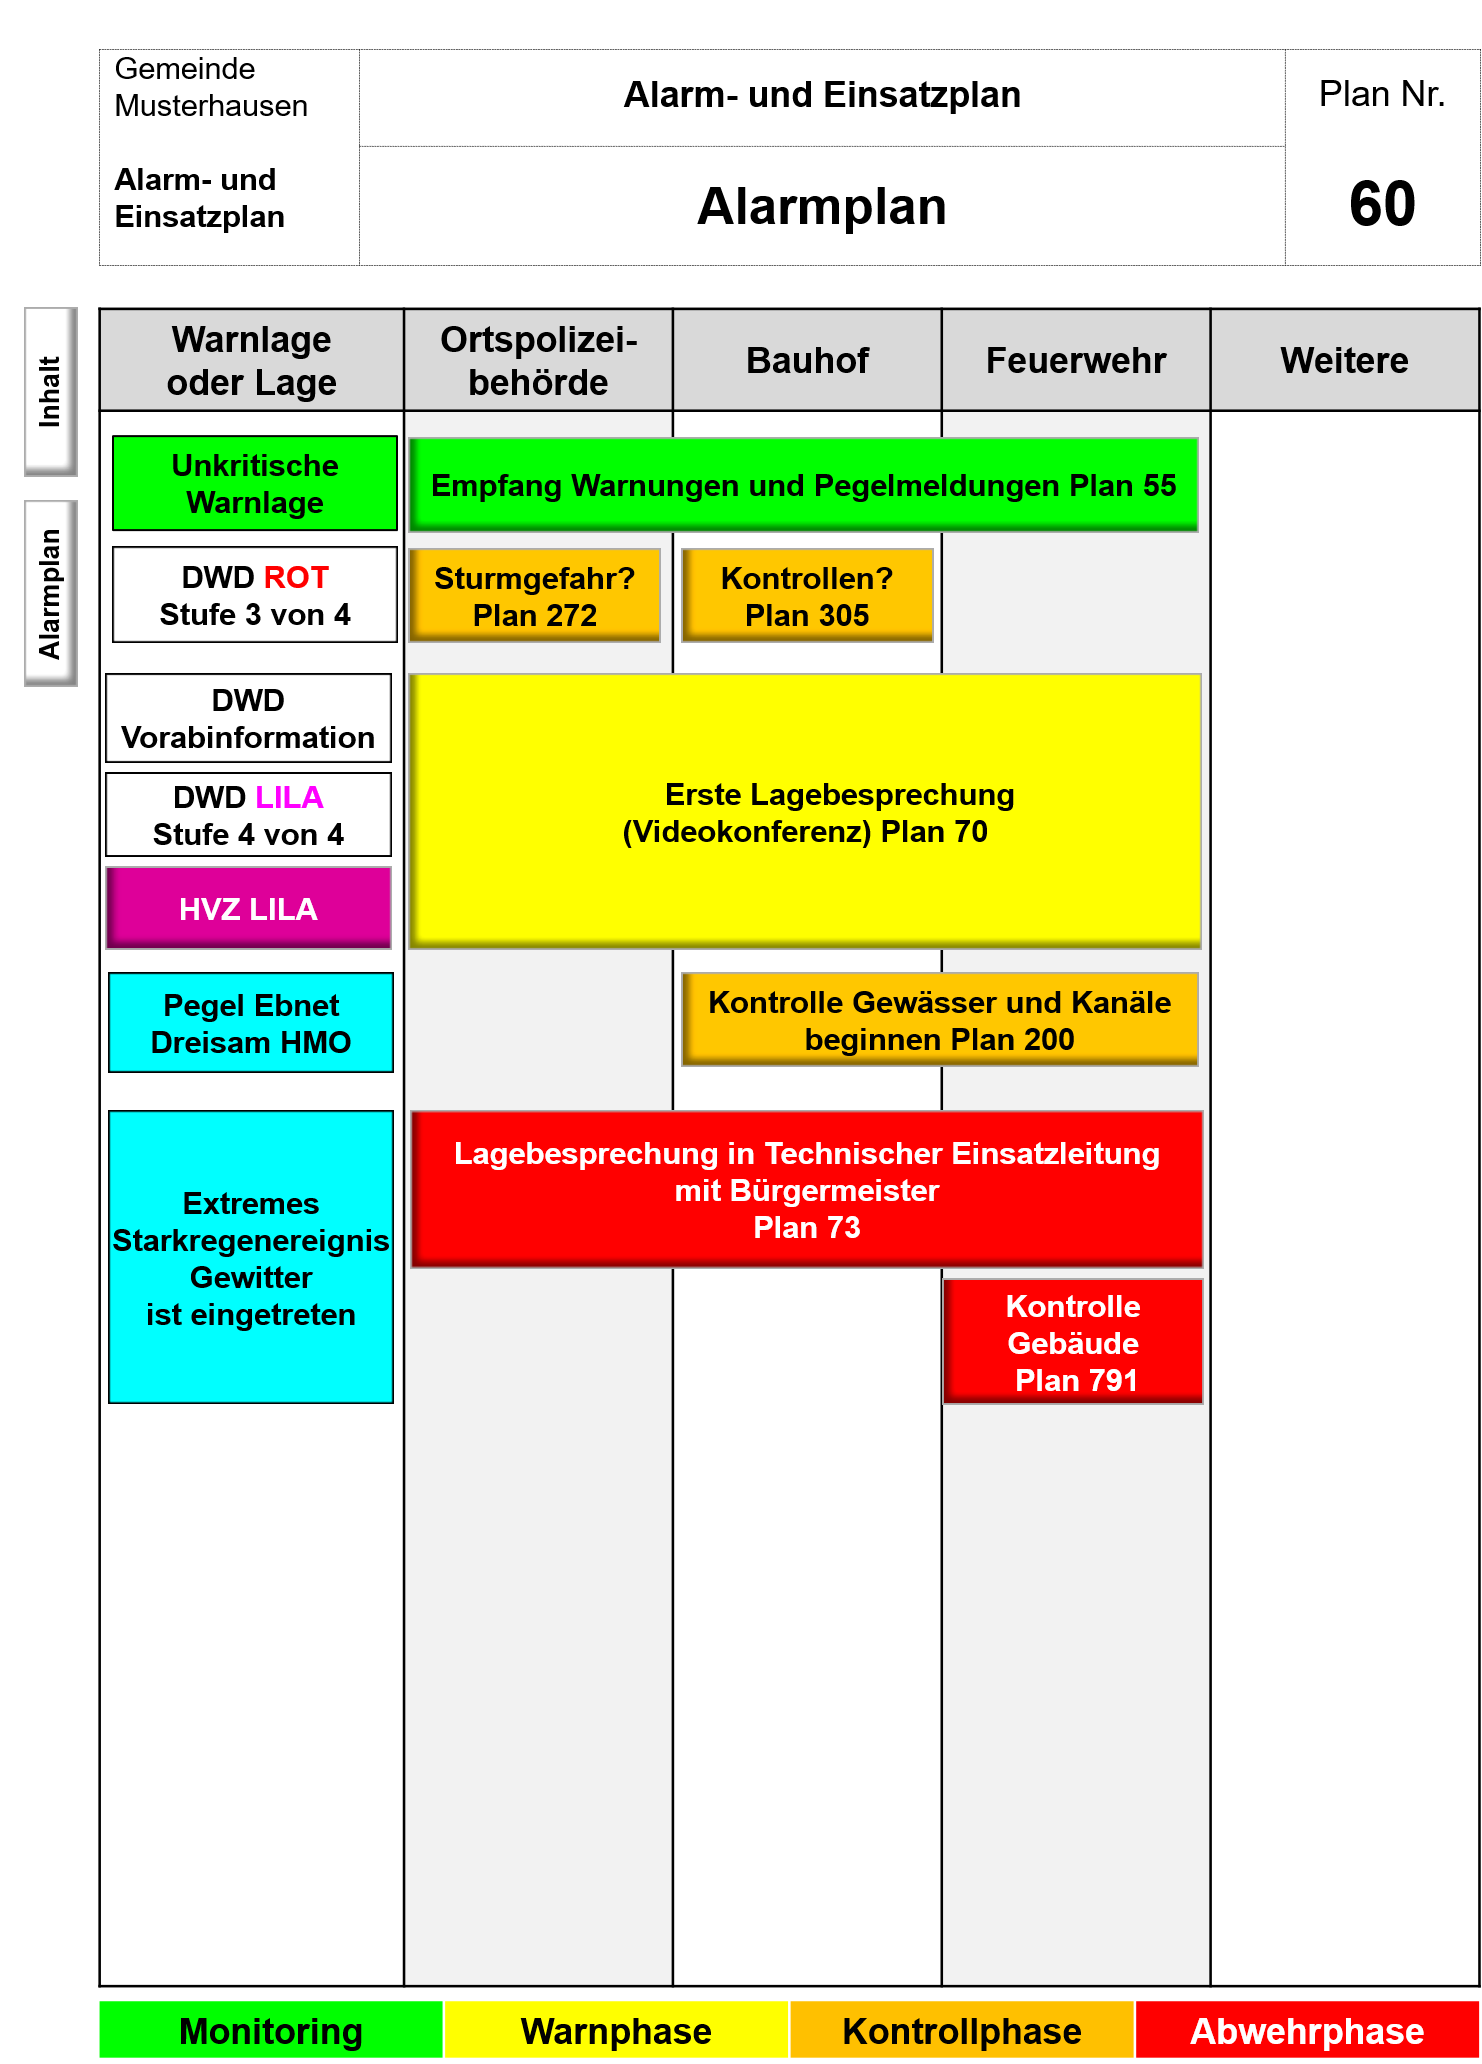 Gemeinde
Musterhausen
Alarm- und
Einsatzplan
Alarm- und Einsatzplan
Alarmplan
Plan Nr.
60
Inhalt
Alarmplan
Warnlage
oder Lage
Ortspolizei-
behörde
Bauhof
Feuerwehr
Weitere
Unkritische
Warnlage
Empfang Warnungen und Pegelmeldungen Plan 55
DWD ROT
Stufe 3 von 4
Sturmgefahr?
Plan 272
Kontrollen?
Plan 305
DWD
Vorabinformation
DWD LILA
Stufe 4 von 4
HVZ LILA
Erste Lagebesprechung
(Videokonferenz) Plan 70
Pegel Ebnet
Dreisam HMO
Kontrolle Gewässer und Kanäle
beginnen Plan 200
Extremes
Starkregenereignis
Gewitter
ist eingetreten
Lagebesprechung in Technischer Einsatzleitung
mit Bürgermeister
Plan 73
Kontrolle
Gebäude
Plan 791
Monitoring
Warnphase
Kontrollphase
Abwehrphase